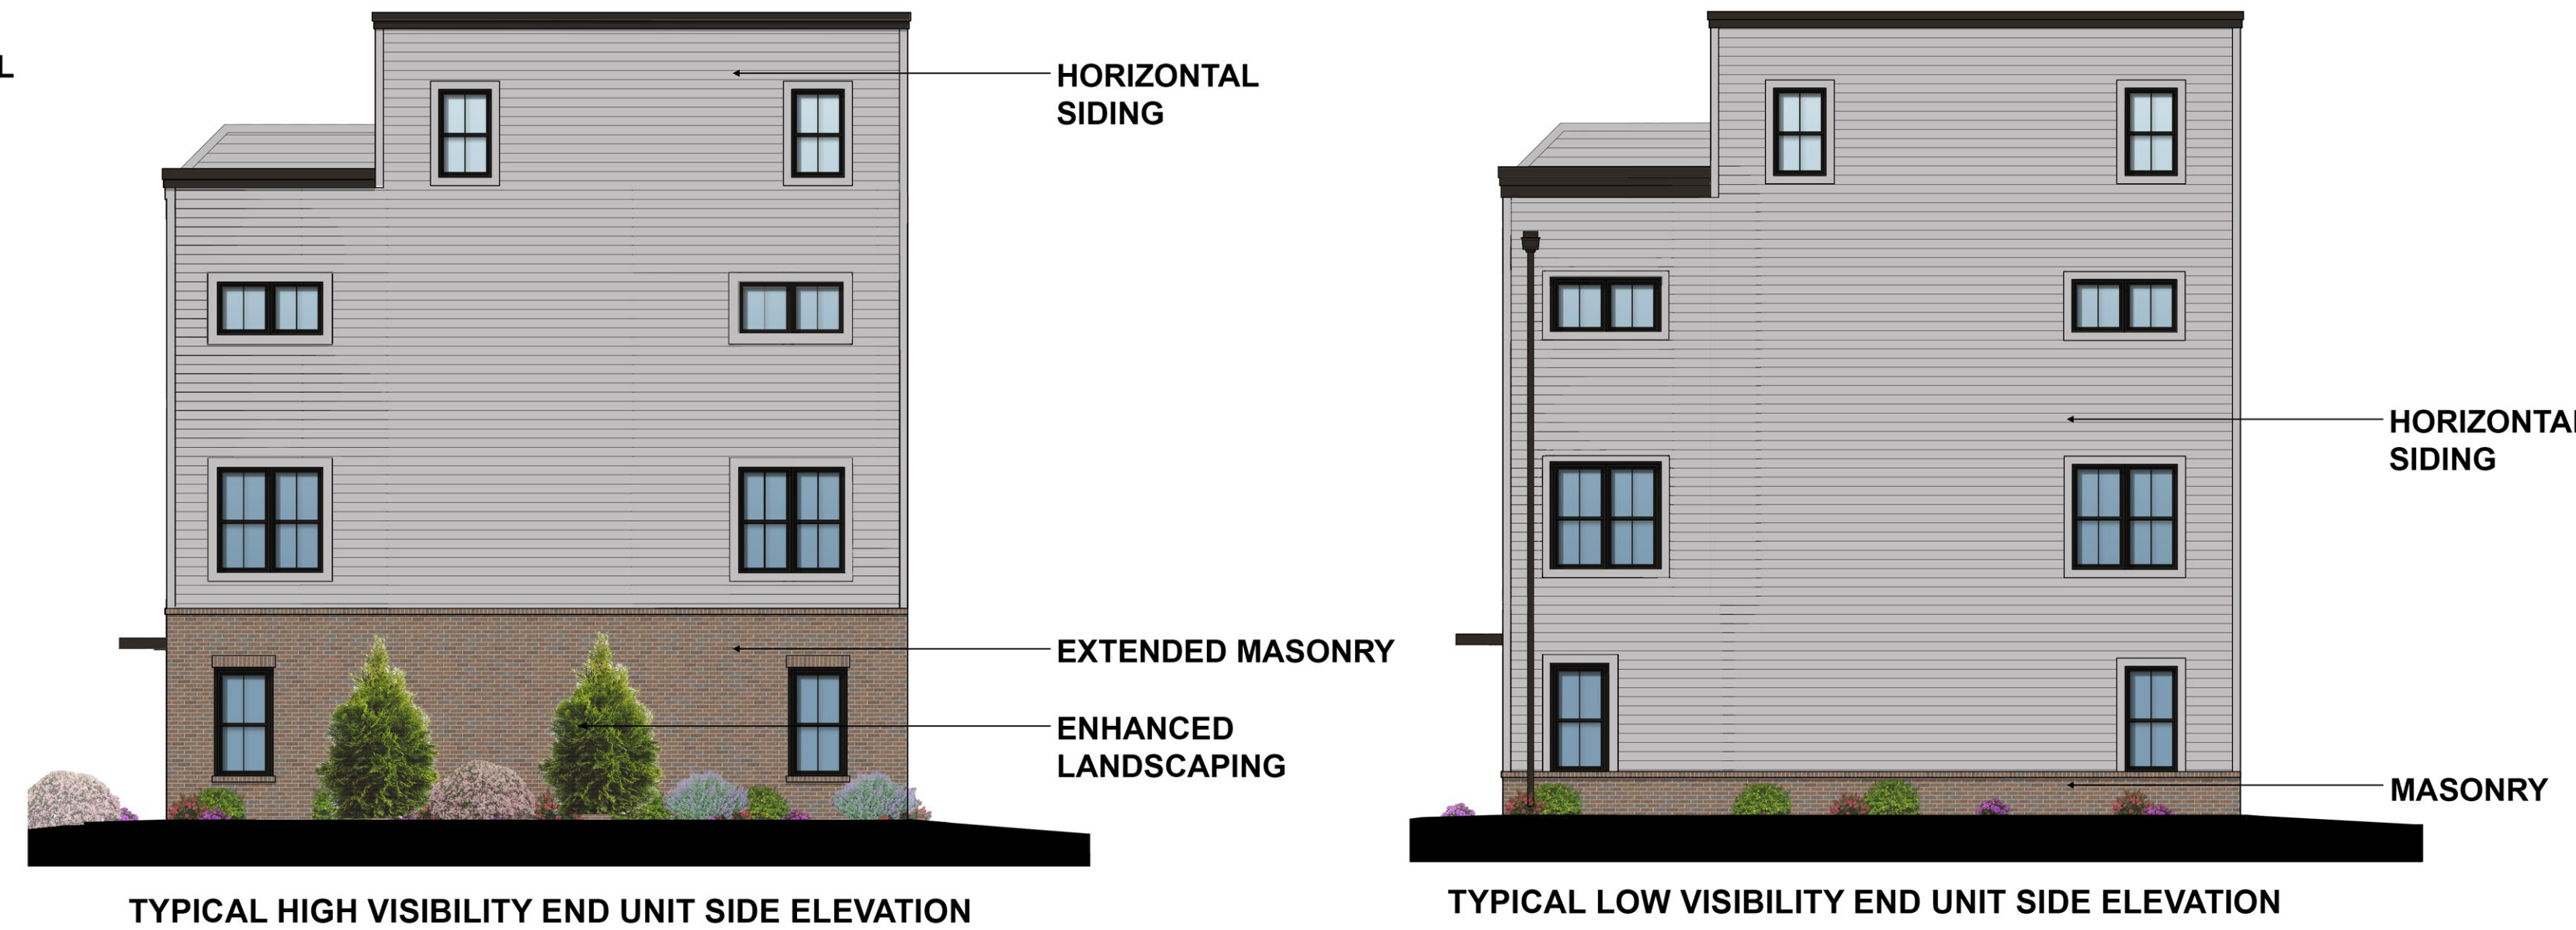 L
HORIZONTAL
SIDING
EXTENDED MASONRY
ENHANCED
LANDSCAPING
TYPICAL HIGH VISIBILITY END UNIT SIDE ELEVATION
HORIZONTAL
SIDING
MASONRY
TYPICAL LOW VISIBILITY END UNIT SIDE ELEVATION